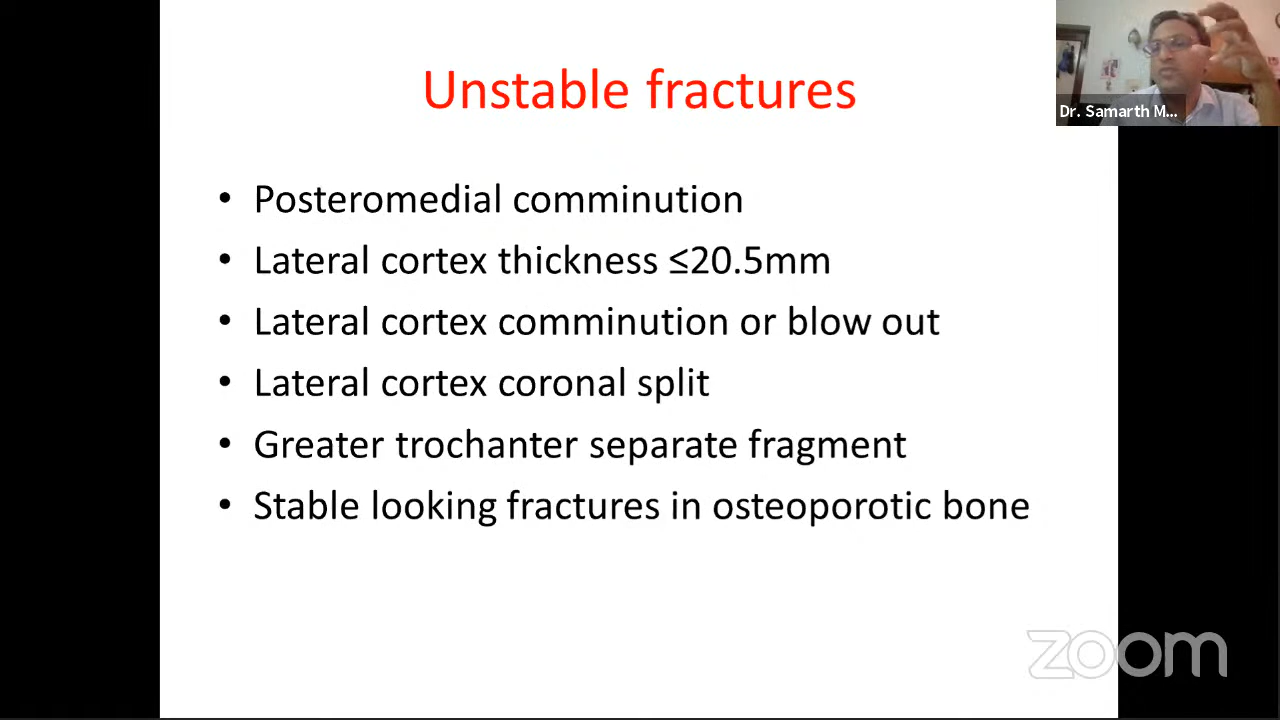 Unstable fractures
Dr. Samarth M...
• Posteromedial comminution
• Lateral cortex thickness ≤20.5mm
• Lateral cortex comminution or blow out
• Lateral cortex coronal split
• Greater trochanter separate fragment
• Stable looking fractures in osteoporotic bone
zoom